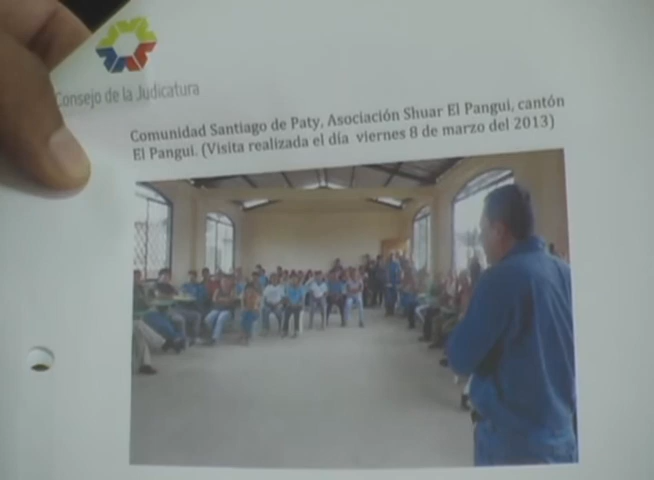 Consejo de la Judicatura
Comunidad Santiago de Paty, Asociación Shuar El Pangui, cantón
El Pangui. (Visita realizada el día viernes 8 de marzo del 2013)